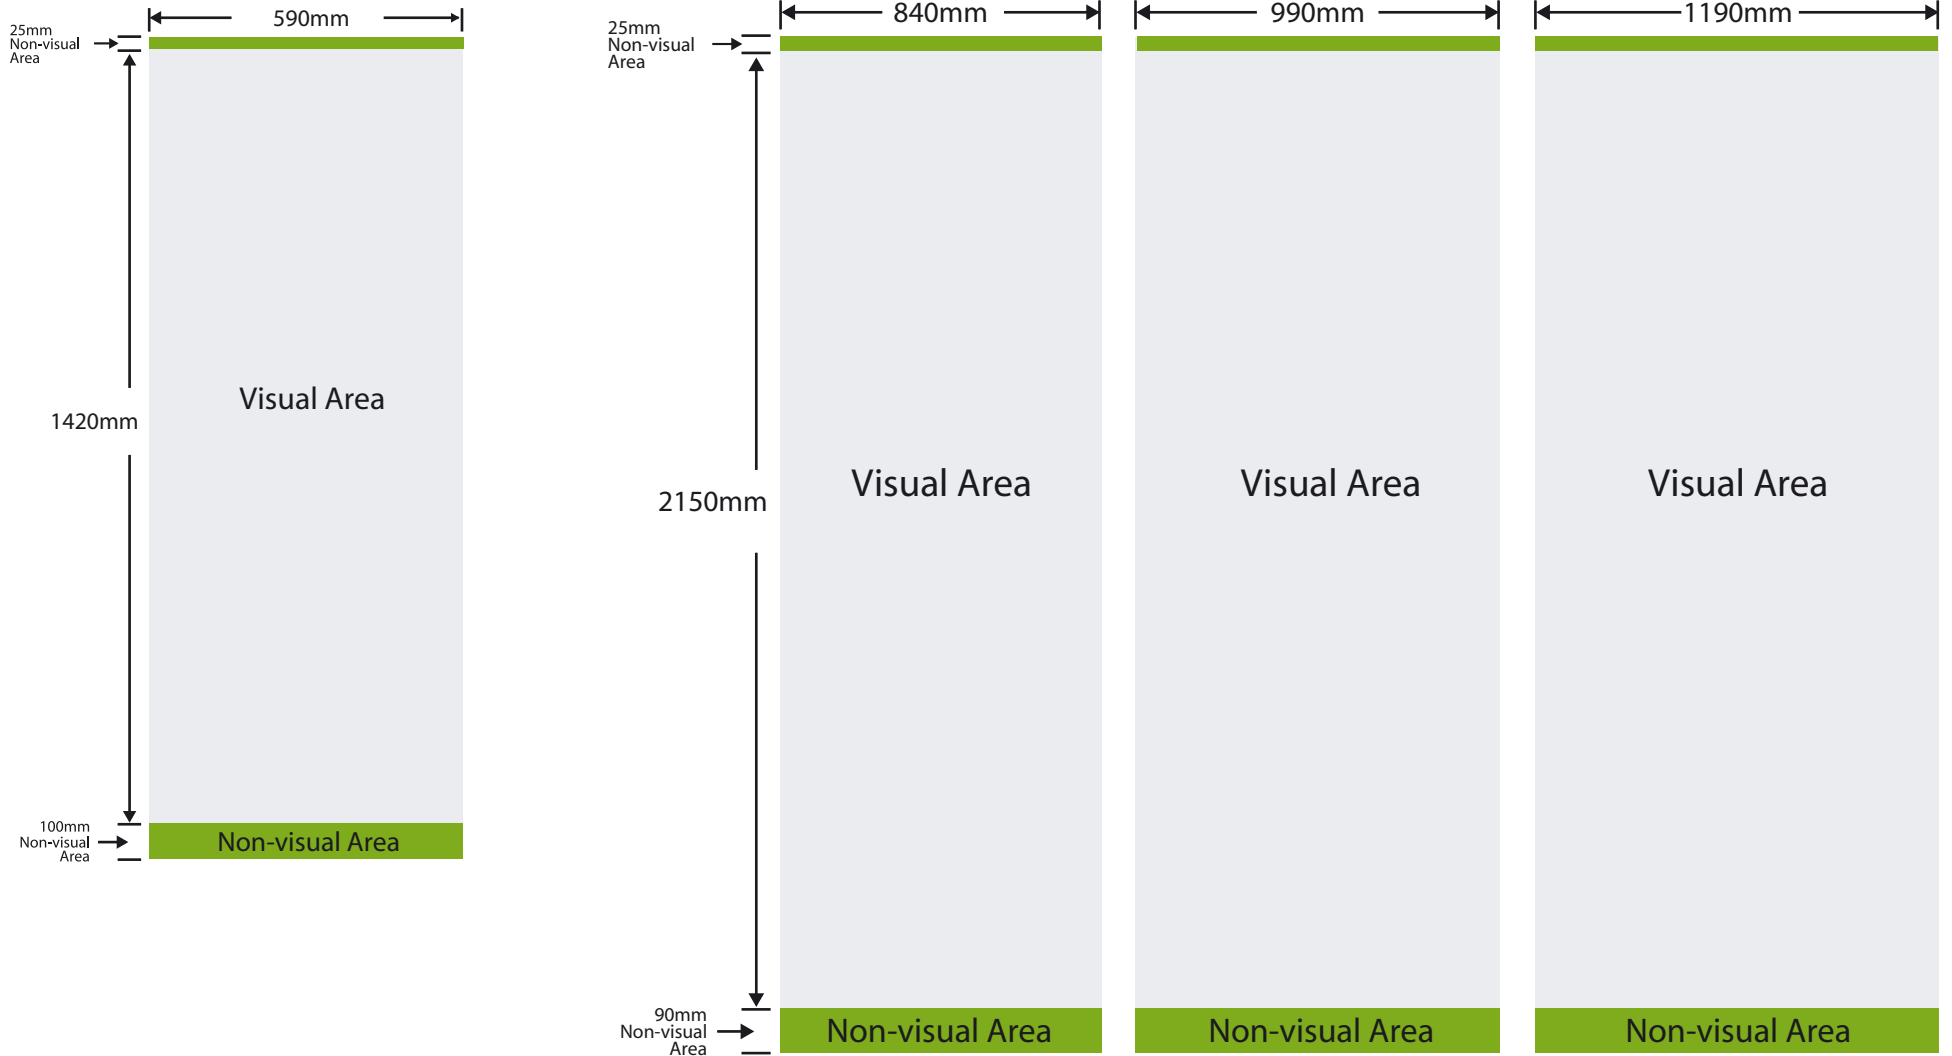 590mm
25mm
Non-visual
Area
Visual Area
1420mm
100mm
Non-visual
Area
Non-visual Area
840mm
990mm
1190mm
25mm
Non-visual
Area
Visual Area
Visual Area
Visual Area
2150mm
90mm
Non-visual
Area
Non-visual Area
Non-visual Area
Non-visual Area